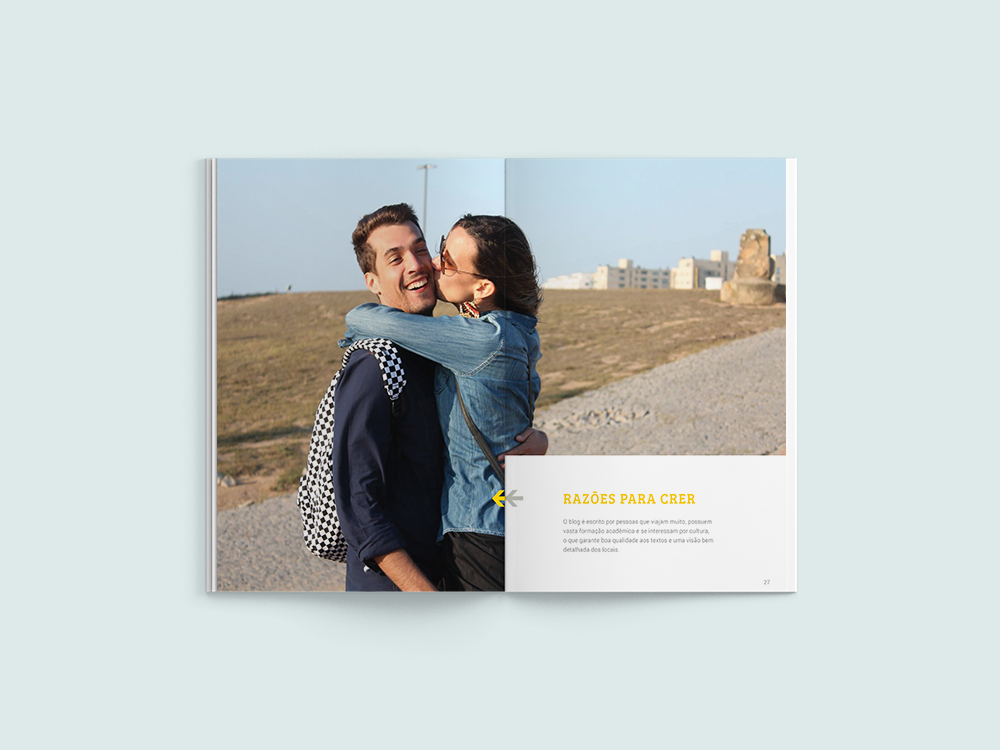 RAZÕES PARA CRER
O blog é escrito por pessoas que viajam muito, possuem
vasta formação acadêmica e se interessam por cultura,
o que garante boa qualidade aos textos e uma visão bem
detalhada dos locais.
27